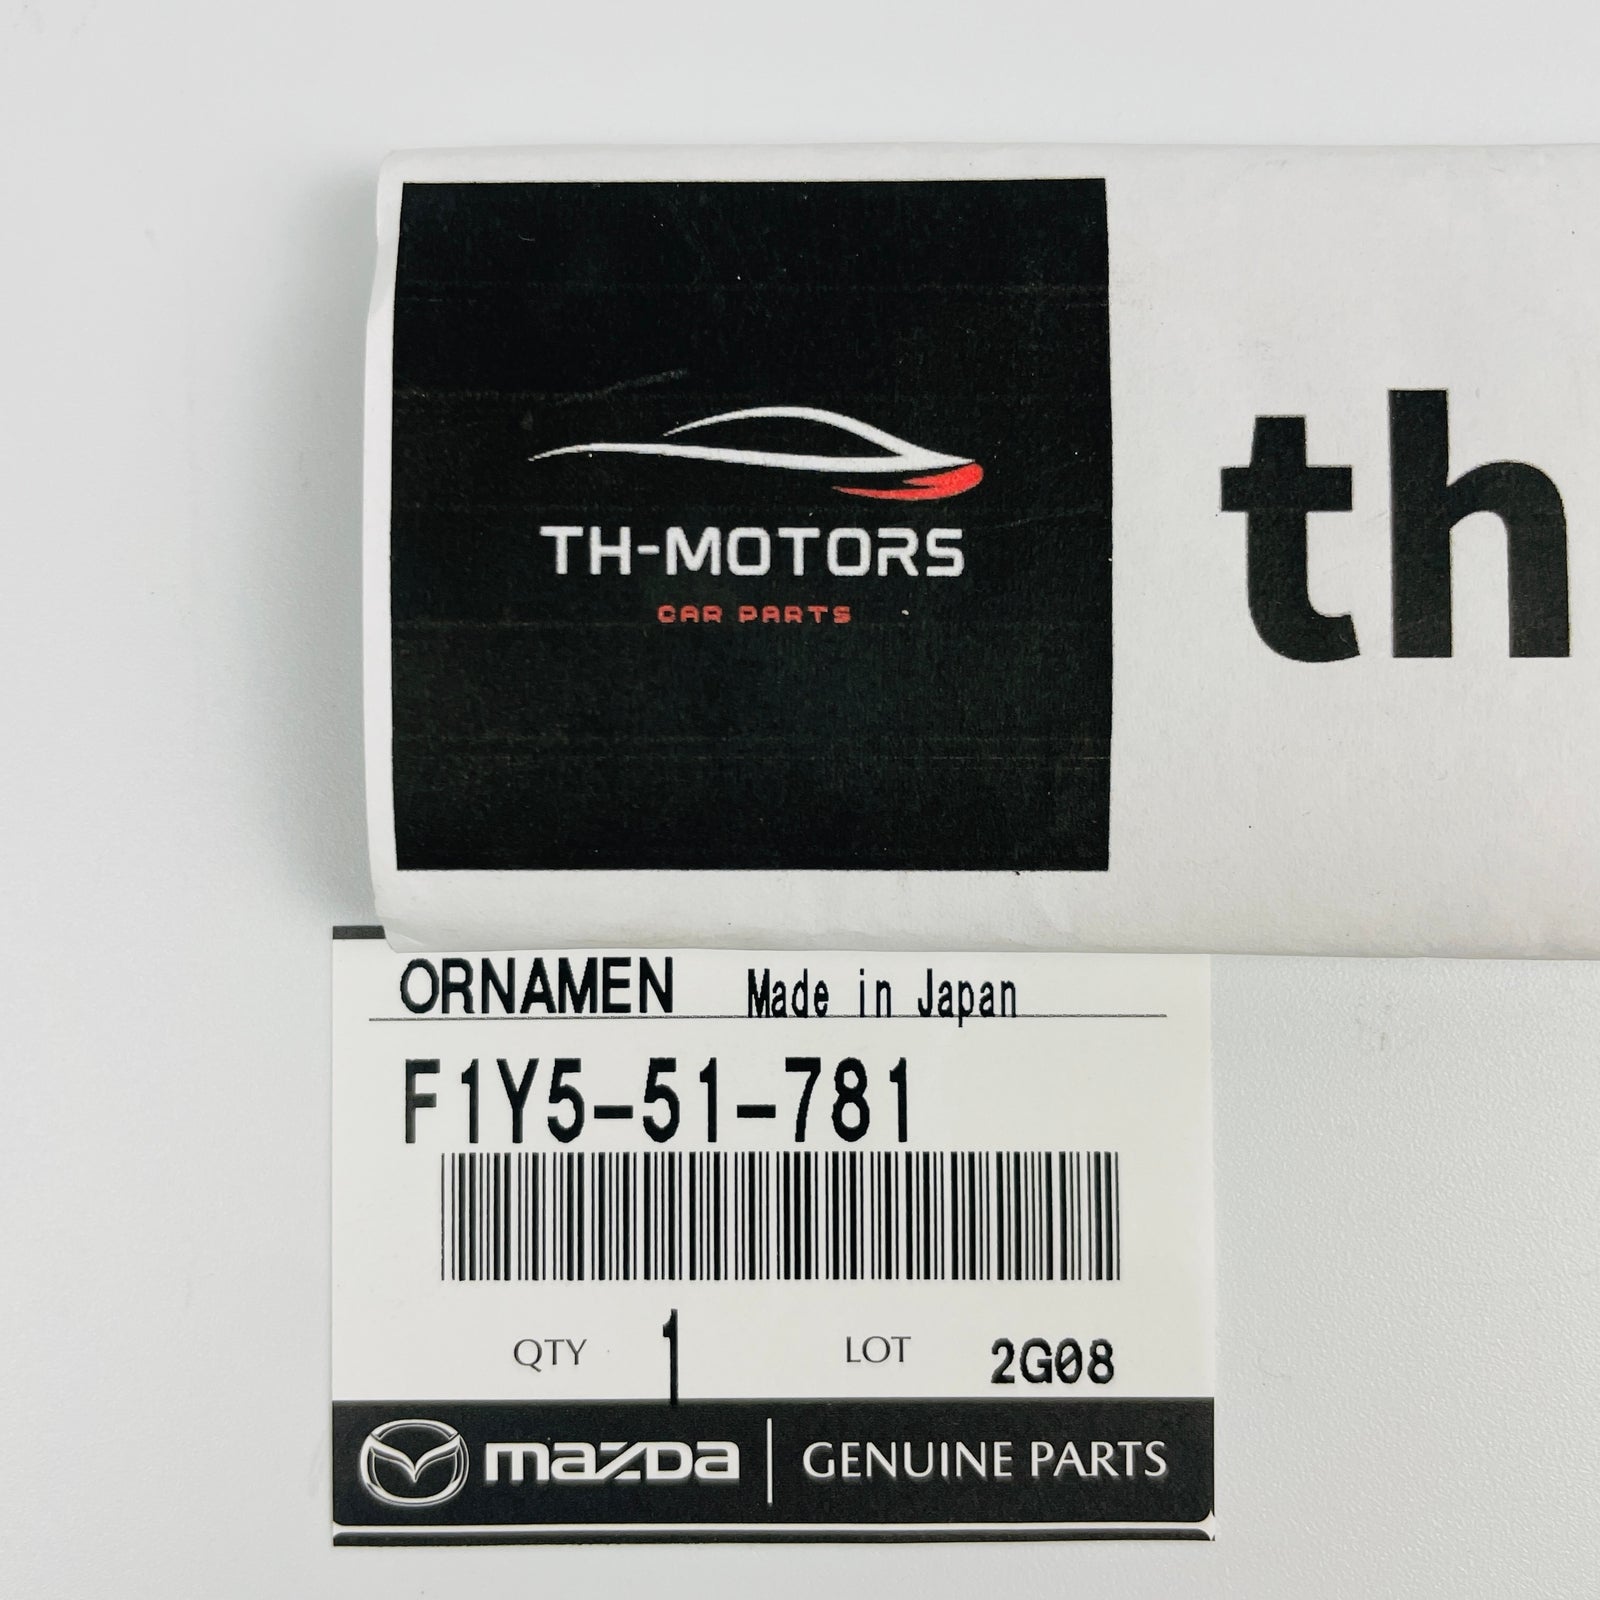 TH-MOTORS
CAR PARTS
th
ORNAMEN Made in Japan
F1Y5-51-781
QTY 1 LOT 2G08
mazda GENUINE PARTS